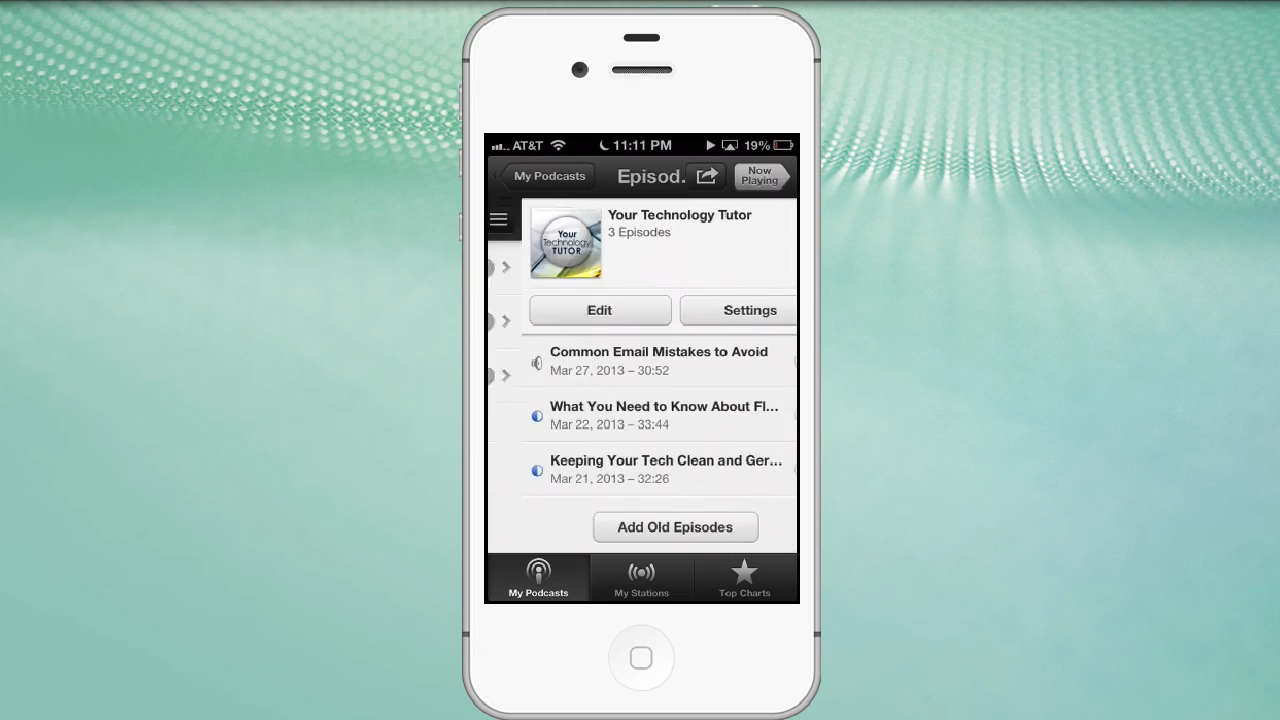 AT&T 11:11 PM 19%
My Podcasts Episod. Now Playing
Your Technology Tutor
3 Episodes
Your Technology TUTOR
Edit Settings
Common Email Mistakes to Avoid
Mar 27, 2013 – 30:52
What You Need to Know About Fl...
Mar 22, 2013 – 33:44
Keeping Your Tech Clean and Ger...
Mar 21, 2013 – 32:26
Add Old Episodes
My Podcasts My Stations Top Charts